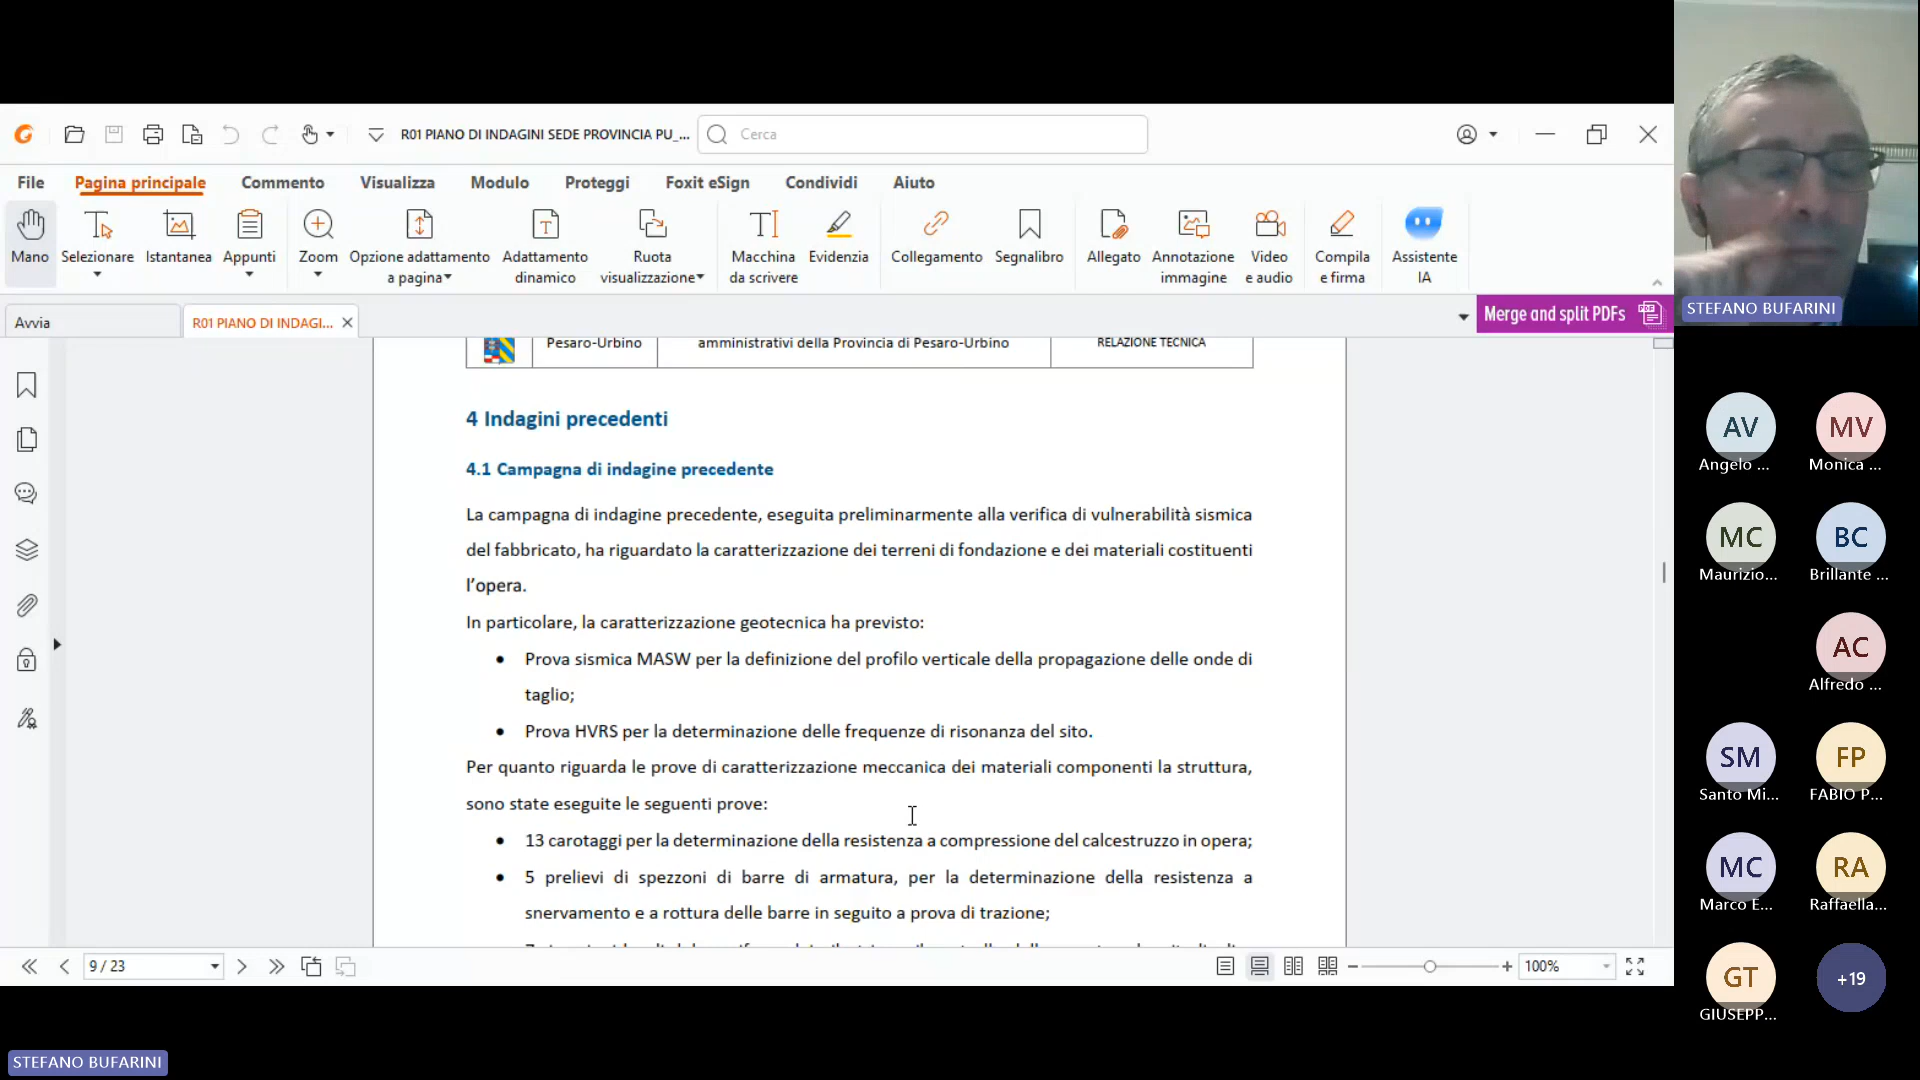 R01 PIANO DI INDAGINI SEDE PROVINCIA PU_...
Cerca
File
Pagina principale
Commento
Visualizza
Modulo
Proteggi
Foxit eSign
Condividi
Aiuto
Mano
Selezionare
Istantanea
Appunti
Zoom
Opzione adattamento
a pagina
Adattamento
dinamico
Ruota
visualizzazione
Macchina
da scrivere
Evidenzia
Collegamento
Segnalibro
Allegato
Annotazione
immagine
Video
e audio
Compila
e firma
Assistente
IA
Avvia
R01 PIANO DI INDAGI...
Merge and split PDFs
Pesaro-Urbino
amministrativi della Provincia di Pesaro-Urbino
RELAZIONE TECNICA
4 Indagini precedenti
4.1 Campagna di indagine precedente
La campagna di indagine precedente, eseguita preliminarmente alla verifica di vulnerabilità sismica
del fabbricato, ha riguardato la caratterizzazione dei terreni di fondazione e dei materiali costituenti
l’opera.
In particolare, la caratterizzazione geotecnica ha previsto:
• Prova sismica MASW per la definizione del profilo verticale della propagazione delle onde di
taglio;
• Prova HVRS per la determinazione delle frequenze di risonanza del sito.
Per quanto riguarda le prove di caratterizzazione meccanica dei materiali componenti la struttura,
sono state eseguite le seguenti prove:
• 13 carotaggi per la determinazione della resistenza a compressione del calcestruzzo in opera;
• 5 prelievi di spezzoni di barre di armatura, per la determinazione della resistenza a
snervamento e a rottura delle barre in seguito a prova di trazione;
9 / 23
100%
STEFANO BUFARINI
AV
Angelo ...
MV
Monica ...
MC
Maurizio...
BC
Brillante ...
AC
Alfredo ...
SM
Santo Mi...
FP
FABIO P...
MC
Marco E...
RA
Raffaella...
GT
GIUSEPP...
+19
STEFANO BUFARINI